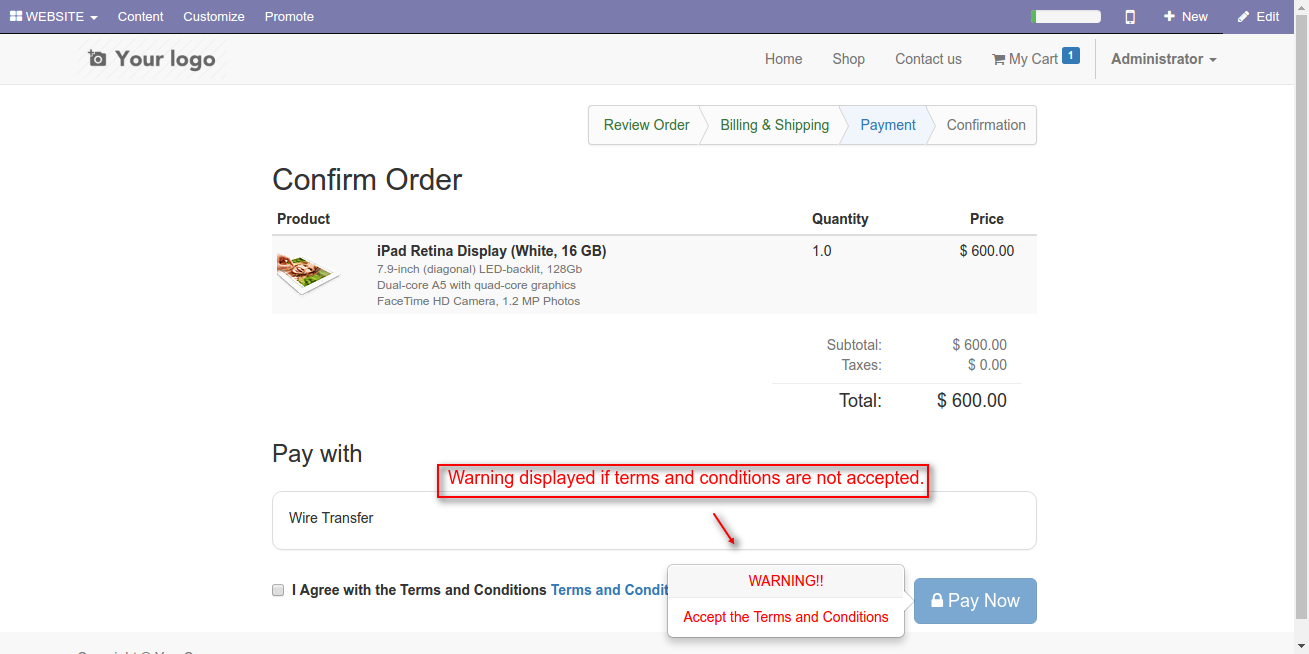 WEBSITE Content Customize Promote New Edit
Your logo Home Shop Contact us My Cart 1 Administrator
Review Order Billing & Shipping Payment Confirmation
Confirm Order
Product Quantity Price
iPad Retina Display (White, 16 GB) 1.0 $ 600.00
7.9-inch (diagonal) LED-backlit, 128Gb
Dual-core A5 with quad-core graphics
FaceTime HD Camera, 1.2 MP Photos
Subtotal: $ 600.00
Taxes: $ 0.00
Total: $ 600.00
Pay with
Warning displayed if terms and conditions are not accepted.
Wire Transfer
WARNING!!
I Agree with the Terms and Conditions Terms and Condit
Pay Now
Accept the Terms and Conditions